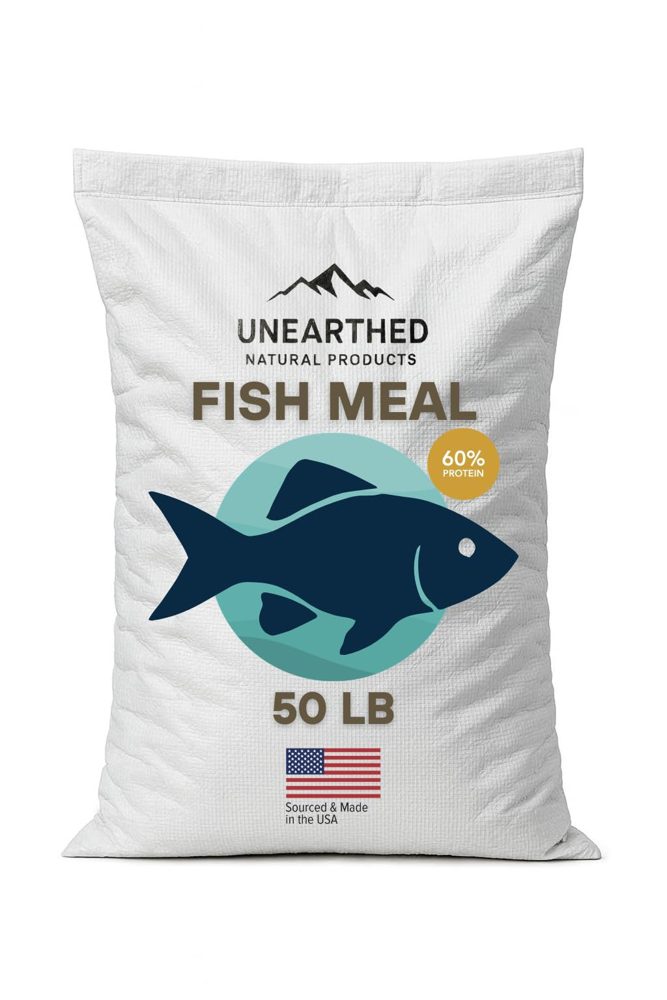 UNEARTHED
NATURAL PRODUCTS
FISH MEAL
60%
PROTEIN
50 LB
Sourced & Made
in the USA